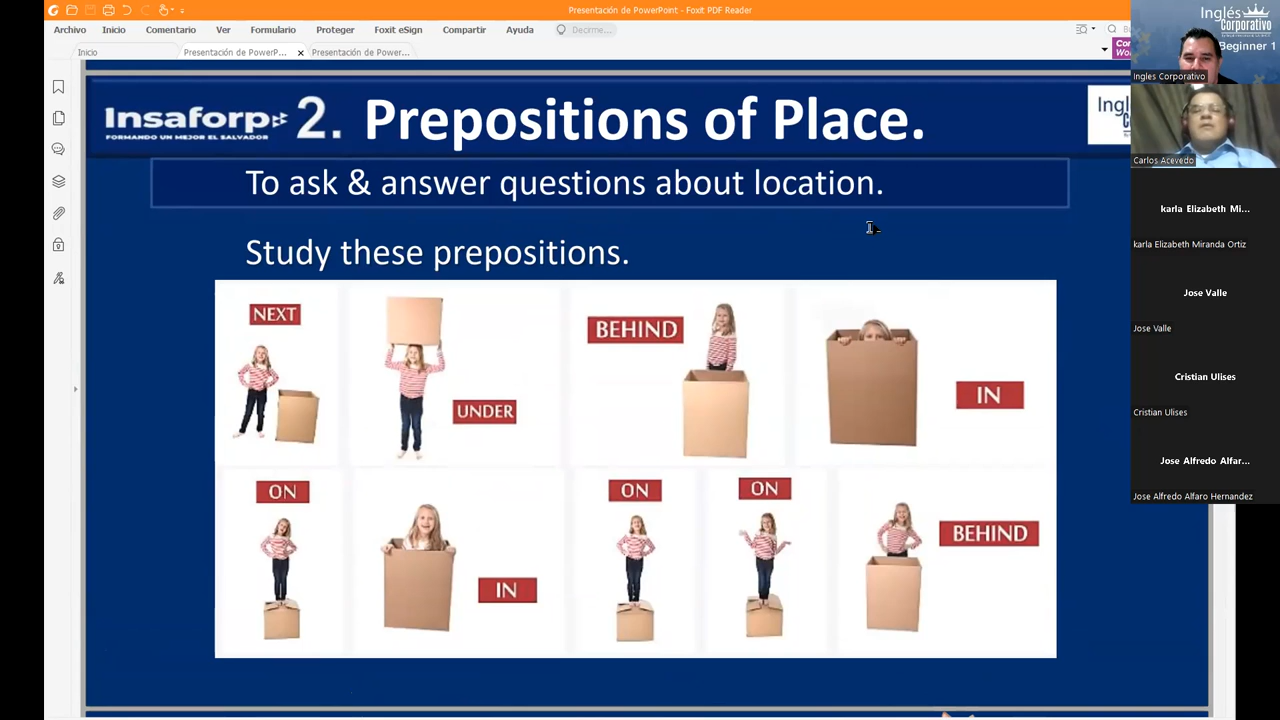 Presentación de PowerPoint - Foxit PDF Reader
Archivo Inicio Comentario Ver Formulario Proteger Foxit eSign Compartir Ayuda Decirme...
Inicio Presentación de PowerP... × Presentación de PowerP...
Insaforp 2. Prepositions of Place.
FORMANDO UN MEJOR EL SALVADOR
To ask & answer questions about location.
Study these prepositions.
NEXT
UNDER
BEHIND
IN
ON
IN
ON
ON
BEHIND
Inglés
Corporativo
Beginner 1
Ingles Corporativo
Carlos Acevedo
karla Elizabeth Mi...
karla Elizabeth Miranda Ortiz
Jose Valle
Jose Valle
Cristian Ulises
Cristian Ulises
Jose Alfredo Alfar...
Jose Alfredo Alfaro Hernandez